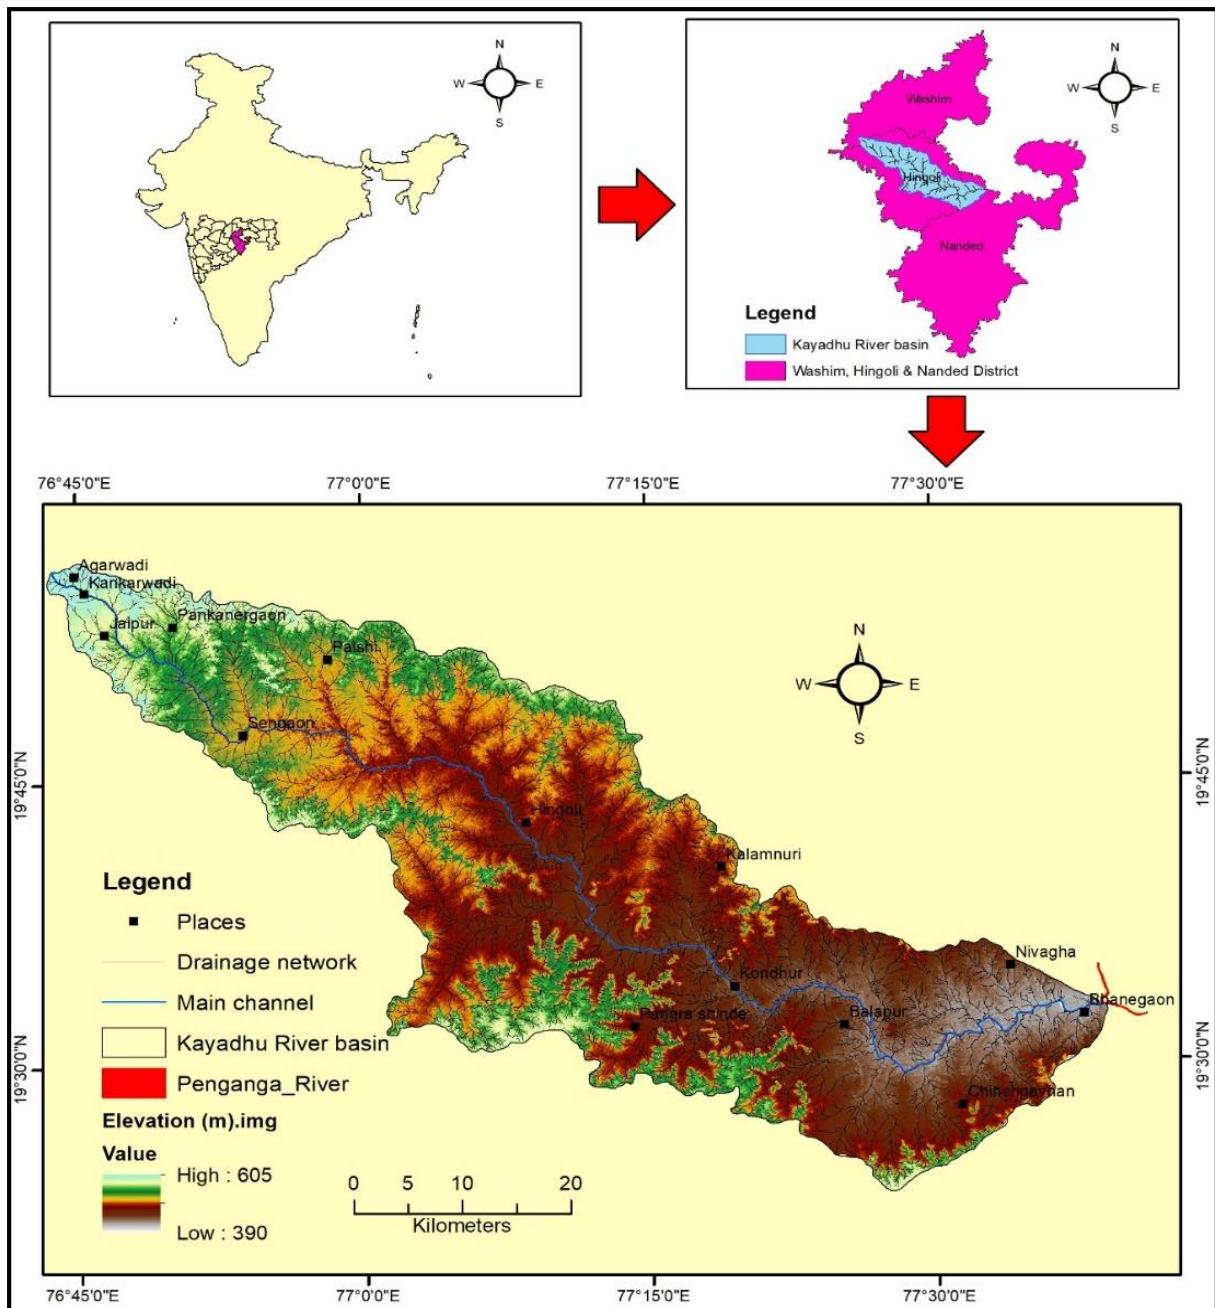 N
W E
S
N
W E
S
Washim
Hingoli
Nanded
Legend
Kayadhu River basin
Washim, Hingoli & Nanded District
76°45'0"E 77°0'0"E 77°15'0"E 77°30'0"E
Agarwadi
Kankarwadi
Jaipur
Pankanergaon
Palshi
Sengaon
N
W E
S
19°45'0"N
19°45'0"N
Hingoli
Kalamnuri
Nivagha
Kondhur
Bhanegaon
Pangra shinde
Balapur
19°30'0"N
19°30'0"N
Chinchgavhan
Legend
Places
Drainage network
Main channel
Kayadhu River basin
Penganga_River
Elevation (m).img
Value
High : 605
Low : 390
0 5 10 20
Kilometers
76°45'0"E 77°0'0"E 77°15'0"E 77°30'0"E